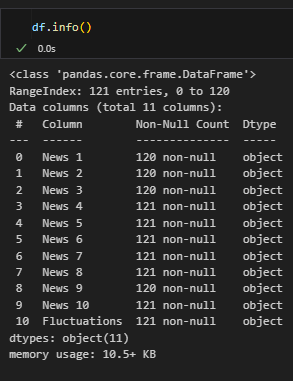 df.info()
0.0s
<class 'pandas.core.frame.DataFrame'>
RangeIndex: 121 entries, 0 to 120
Data columns (total 11 columns):
 #   Column        Non-Null Count  Dtype
---  ------        --------------  -----
 0   News 1        120 non-null    object
 1   News 2        120 non-null    object
 2   News 3        120 non-null    object
 3   News 4        121 non-null    object
 4   News 5        121 non-null    object
 5   News 6        121 non-null    object
 6   News 7        121 non-null    object
 7   News 8        121 non-null    object
 8   News 9        120 non-null    object
 9   News 10       121 non-null    object
 10  Fluctuations  121 non-null    object
dtypes: object(11)
memory usage: 10.5+ KB